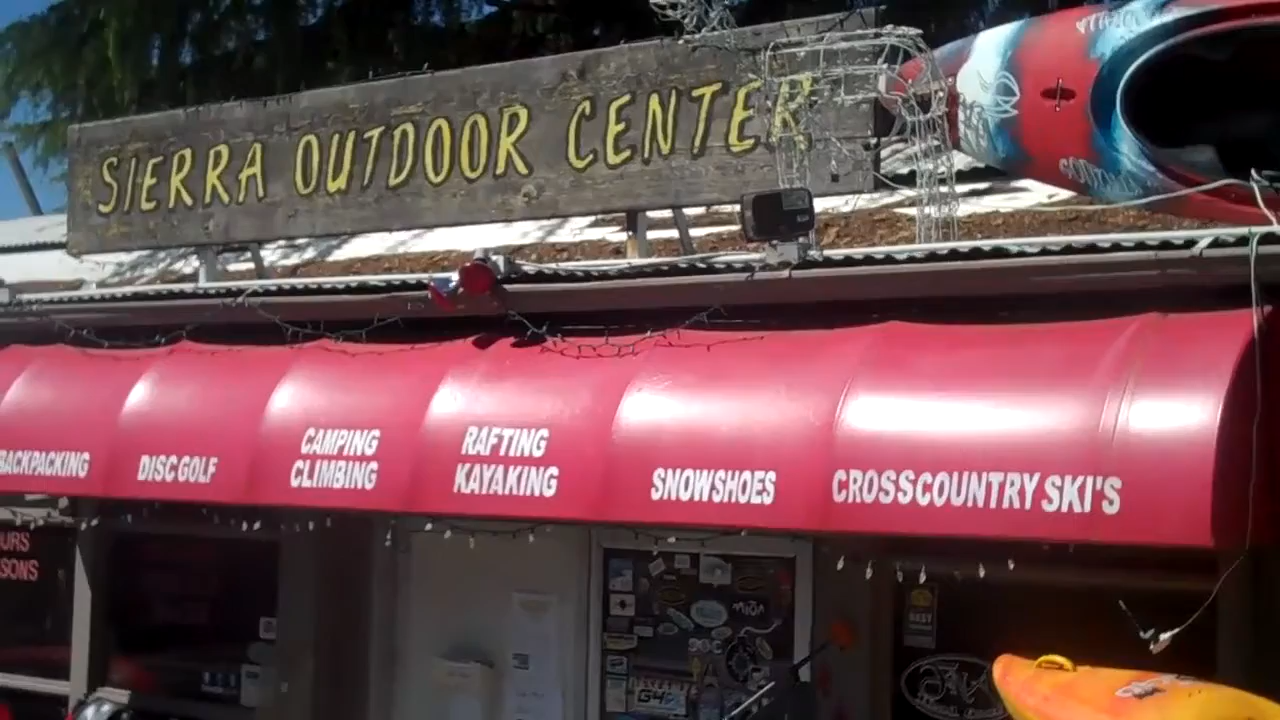 SIERRA OUTDOOR CENTER
BACKPACKING
DISC GOLF
CAMPING
CLIMBING
RAFTING
KAYAKING
SNOWSHOES
CROSSCOUNTRY SKI'S